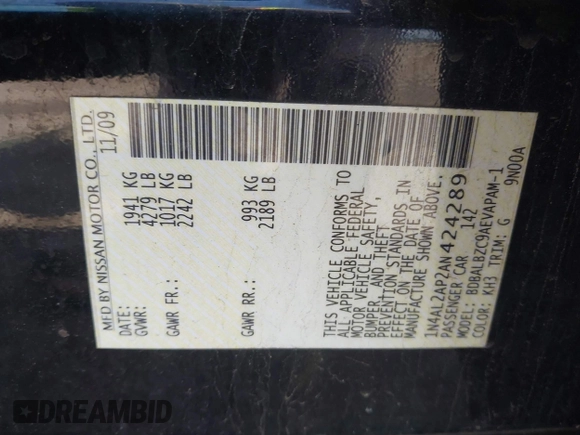 MFD BY NISSAN MOTOR CO., LTD.
DATE: 11/09
GVWR: 1941 KG
4279 LB
GAWR FR.: 1017 KG
2242 LB
GAWR RR.: 993 KG
2189 LB
THIS VEHICLE CONFORMS TO
ALL APPLICABLE FEDERAL
MOTOR VEHICLE SAFETY,
BUMPER, AND THEFT
PREVENTION STANDARDS IN
EFFECT ON THE DATE OF
MANUFACTURE SHOWN ABOVE.
1N4AL2AP2AN424289
PASSENGER CAR 142
MODEL: BDBALBZC9AEVAPAM-1
COLOR: KH3 TRIM: G 9N00A
DREAMBID